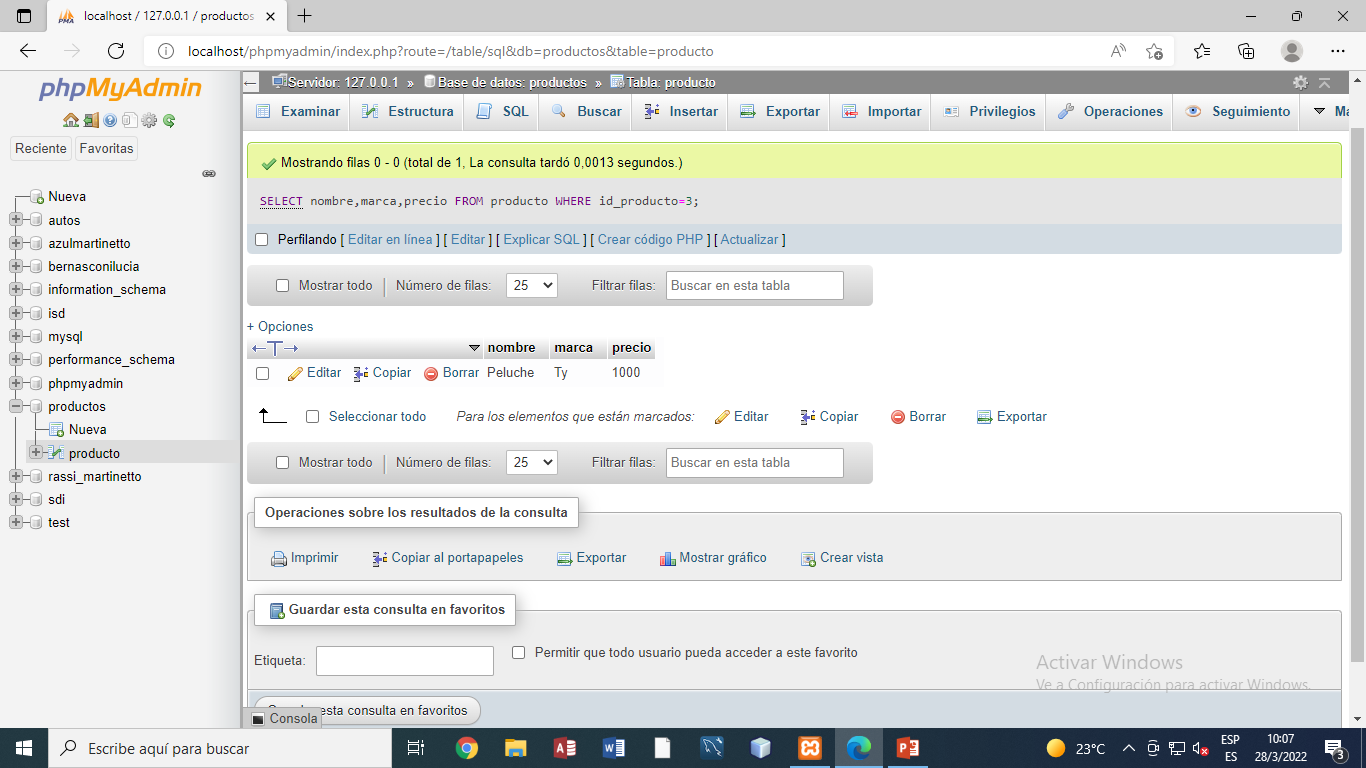 localhost / 127.0.0.1 / productos
localhost/phpmyadmin/index.php?route=/table/sql&db=productos&table=producto
phpMyAdmin
Reciente Favoritas
Nueva
autos
azulmartinetto
bernasconilucia
information_schema
isd
mysql
performance_schema
phpmyadmin
productos
Nueva
producto
rassi_martinetto
sdi
test
Servidor: 127.0.0.1 » Base de datos: productos » Tabla: producto
Examinar Estructura SQL Buscar Insertar Exportar Importar Privilegios Operaciones Seguimiento
Mostrando filas 0 - 0 (total de 1, La consulta tardó 0,0013 segundos.)
SELECT nombre,marca,precio FROM producto WHERE id_producto=3;
Perfilando [ Editar en línea ] [ Editar ] [ Explicar SQL ] [ Crear código PHP ] [ Actualizar ]
Mostrar todo Número de filas: 25 Filtrar filas: Buscar en esta tabla
+ Opciones
←T→ nombre marca precio
Editar Copiar Borrar Peluche Ty 1000
Seleccionar todo Para los elementos que están marcados: Editar Copiar Borrar Exportar
Mostrar todo Número de filas: 25 Filtrar filas: Buscar en esta tabla
Operaciones sobre los resultados de la consulta
Imprimir Copiar al portapapeles Exportar Mostrar gráfico Crear vista
Guardar esta consulta en favoritos
Etiqueta: Permitir que todo usuario pueda acceder a este favorito
Activar Windows
Ve a Configuración para activar Windows.
esta consulta en favoritos
Consola
Escribe aquí para buscar
23°C ESP ES 10:07
28/3/2022 3